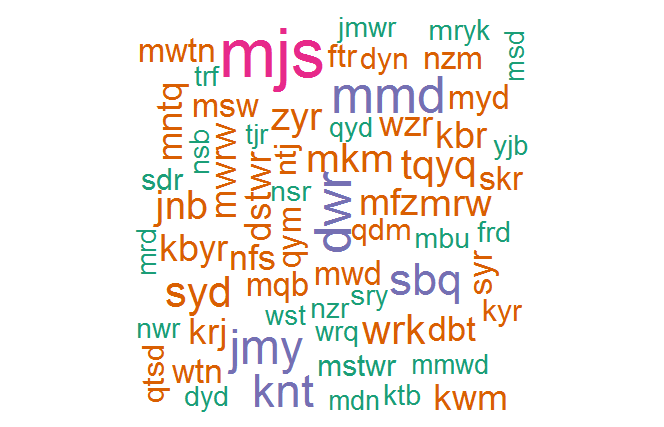 jmwr mryk
mwtn mjs ftr dyn nzm msd
trf mmd myd
mntq msw zyr qyd wzr kbr yjb
nsb mwrw tjr ntj mkm tqyq skr
sdr dstwr nsr dwr mfzmrw
jnb qym qdm mbu frd
mrd kbyr nfs mwd sbq syr
syd mqb sry kyr
nwr krj wst nzr wrq wrk dbt
jmy mstwr mmwd
qtsd wtn knt mdn ktb kwm
dyd